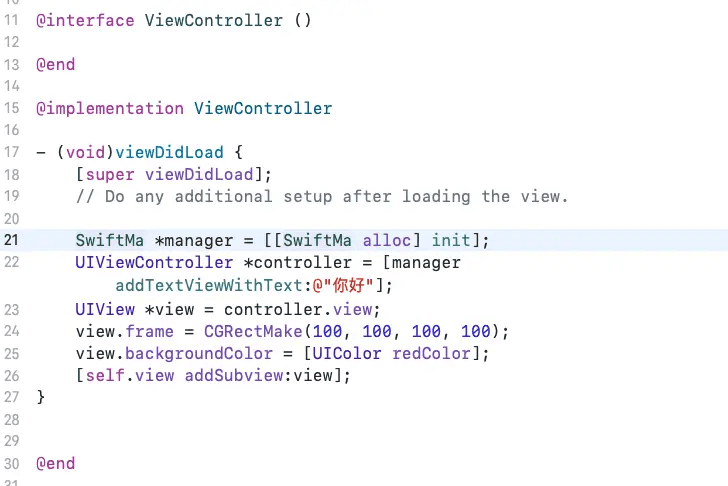 11 @interface ViewController ()
12
13 @end
14
15 @implementation ViewController
16
17 - (void)viewDidLoad {
18     [super viewDidLoad];
19     // Do any additional setup after loading the view.
20
21     SwiftMa *manager = [[SwiftMa alloc] init];
22     UIViewController *controller = [manager
        addTextViewWithText:@"你好"];
23     UIView *view = controller.view;
24     view.frame = CGRectMake(100, 100, 100, 100);
25     view.backgroundColor = [UIColor redColor];
26     [self.view addSubview:view];
27 }
28
29
30 @end